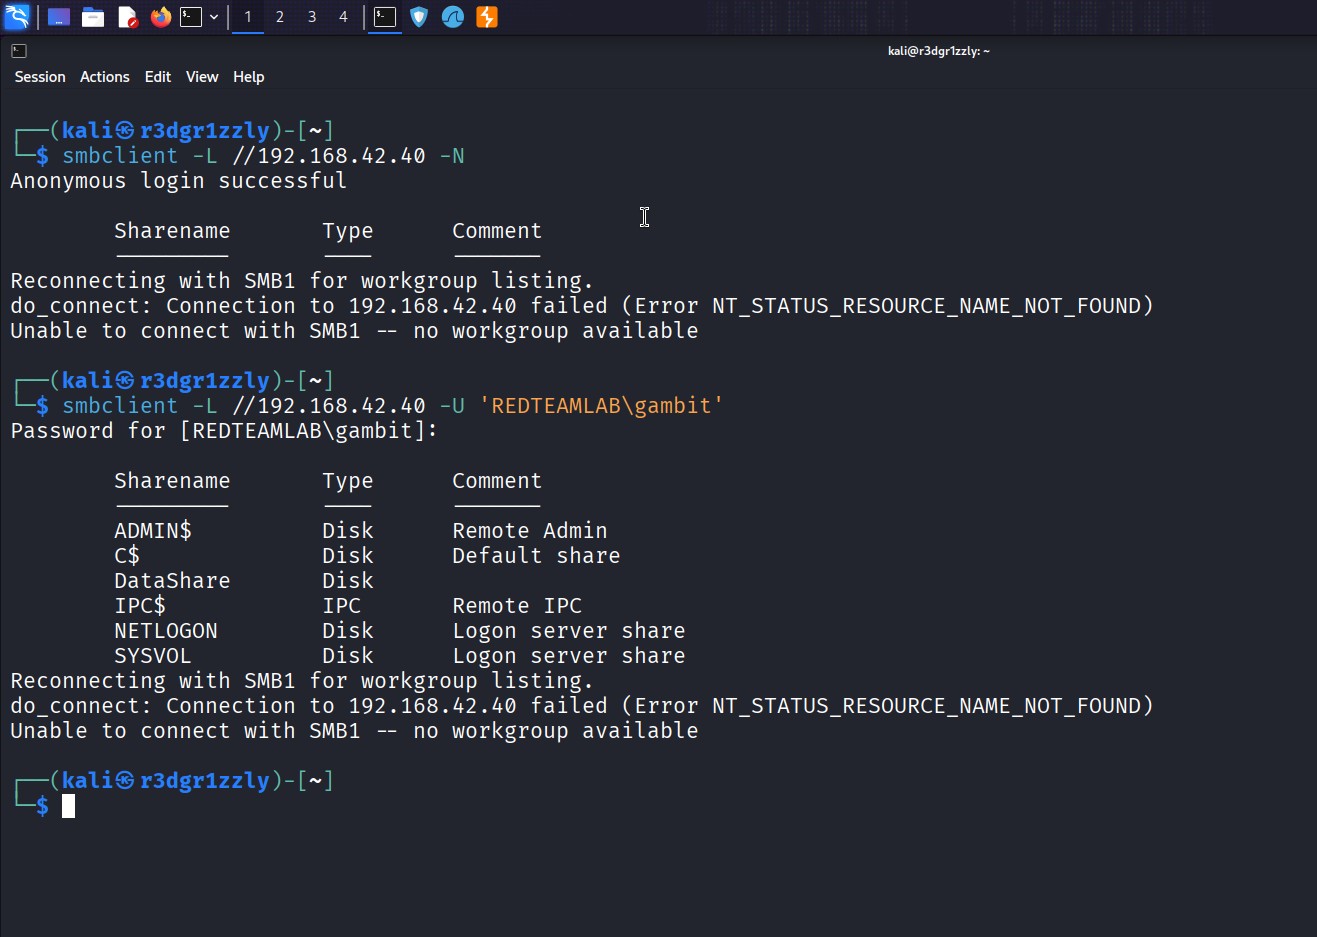 1 2 3 4
kali@r3dgr1zzly: ~
Session Actions Edit View Help
┌──(kali㉿r3dgr1zzly)-[~]
└─$ smbclient -L //192.168.42.40 -N
Anonymous login successful
Sharename Type Comment
Reconnecting with SMB1 for workgroup listing.
do_connect: Connection to 192.168.42.40 failed (Error NT_STATUS_RESOURCE_NAME_NOT_FOUND)
Unable to connect with SMB1 -- no workgroup available
┌──(kali㉿r3dgr1zzly)-[~]
└─$ smbclient -L //192.168.42.40 -U 'REDTEAMLAB\gambit'
Password for [REDTEAMLAB\gambit]:
Sharename Type Comment
ADMIN$ Disk Remote Admin
C$ Disk Default share
DataShare Disk
IPC$ IPC Remote IPC
NETLOGON Disk Logon server share
SYSVOL Disk Logon server share
Reconnecting with SMB1 for workgroup listing.
do_connect: Connection to 192.168.42.40 failed (Error NT_STATUS_RESOURCE_NAME_NOT_FOUND)
Unable to connect with SMB1 -- no workgroup available
┌──(kali㉿r3dgr1zzly)-[~]
└─$